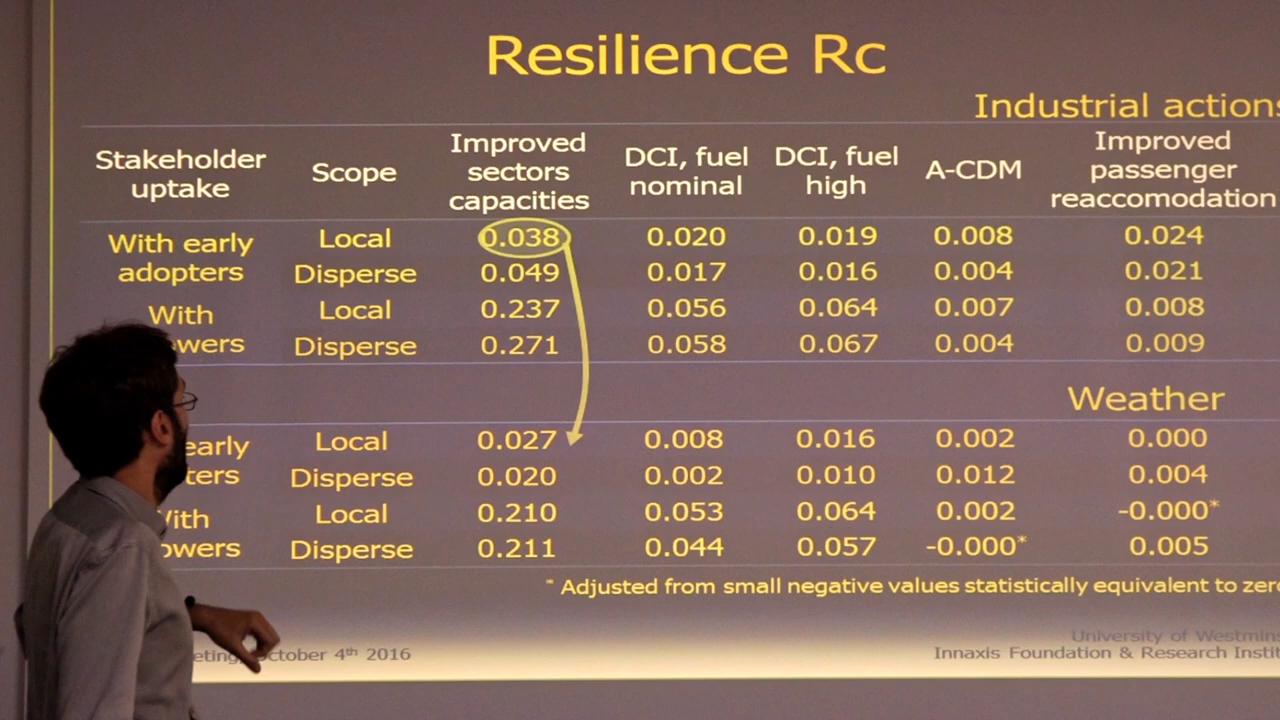 Resilience Rc
Industrial actions
Stakeholder uptake Scope Improved sectors capacities DCI, fuel nominal DCI, fuel high A-CDM Improved passenger reaccomodation
With early adopters Local 0.038 0.020 0.019 0.008 0.024
Disperse 0.049 0.017 0.016 0.004 0.021
With Local 0.237 0.056 0.064 0.007 0.008
Disperse 0.271 0.058 0.067 0.004 0.009
Weather
early Local 0.027 0.008 0.016 0.002 0.000
Disperse 0.020 0.002 0.010 0.012 0.004
With Local 0.210 0.053 0.064 0.002 -0.000*
Disperse 0.211 0.044 0.057 -0.000* 0.005
* Adjusted from small negative values statistically equivalent to zero
University of
October 4th 2016 Innaxis Foundation & Research